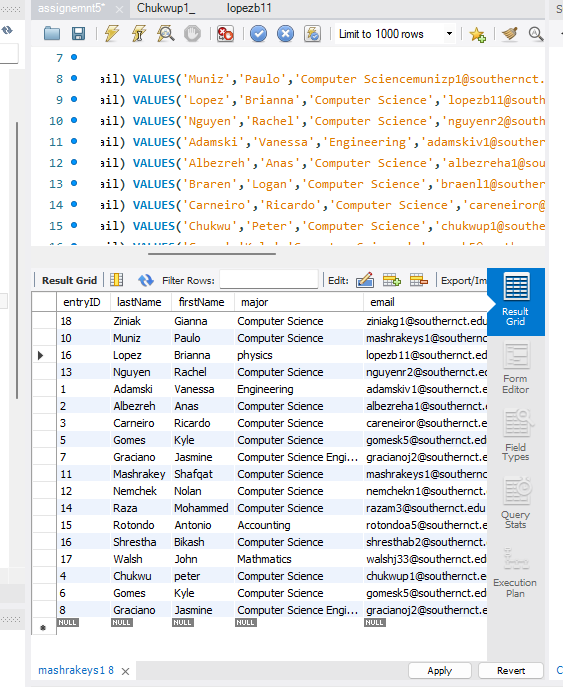 assignemnt5* × Chukwup1_ lopezb11
Limit to 1000 rows
7
8 ail) VALUES('Muniz','Paulo','Computer Sciencemunizp1@southernct.
9 ail) VALUES('Lopez','Brianna','Computer Science','lopezb11@south
10 ail) VALUES('Nguyen','Rachel','Computer Science','nguyenr2@south
11 ail) VALUES('Adamski','Vanessa','Engineering','adamskiv1@souther
12 ail) VALUES('Albezreh','Anas','Computer Science','albezreha1@sou
13 ail) VALUES('Braren','Logan','Computer Science','braenl1@souther
14 ail) VALUES('Carneiro','Ricardo','Computer Science','careneiror@
15 ail) VALUES('Chukwu','Peter','Computer Science','chukwup1@southe
Result Grid Filter Rows: Edit: Export/Im
entryID lastName firstName major email
18 Ziniak Gianna Computer Science ziniakg1@southernct.edu
10 Muniz Paulo Computer Science mashrakeys1@southernct
16 Lopez Brianna physics lopezb11@southernct.ed
13 Nguyen Rachel Computer Science nguyenr2@southernct.ed
1 Adamski Vanessa Engineering adamskiv1@southernct.e
2 Albezreh Anas Computer Science albezreha1@southernct.
3 Carneiro Ricardo Computer Science careneiror@southernct.e
5 Gomes Kyle Computer Science gomesk5@southernct.ed
7 Graciano Jasmine Computer Science Engi... gracianoj2@southernct.e
11 Mashrakey Shafqat Computer Science mashrakeys1@southernct
12 Nemchek Nolan Computer Science nemchekn1@southernct.
14 Raza Mohammed Computer Science razam3@southernct.edu
15 Rotondo Antonio Accounting rotondoa5@southernct.e
16 Shrestha Bikash Computer Science shresthab2@southernct.
17 Walsh John Mathmatics walshj33@southernct.ed
4 Chukwu peter Computer Science chukwup1@southernct.e
6 Gomes Kyle Computer Science gomesk5@southernct.ed
8 Graciano Jasmine Computer Science Engi... gracianoj2@southernct.e
NULL NULL NULL NULL NULL
Result
Grid
Form
Editor
Field
Types
Query
Stats
Execution
Plan
mashrakeys1 8 × Apply Revert